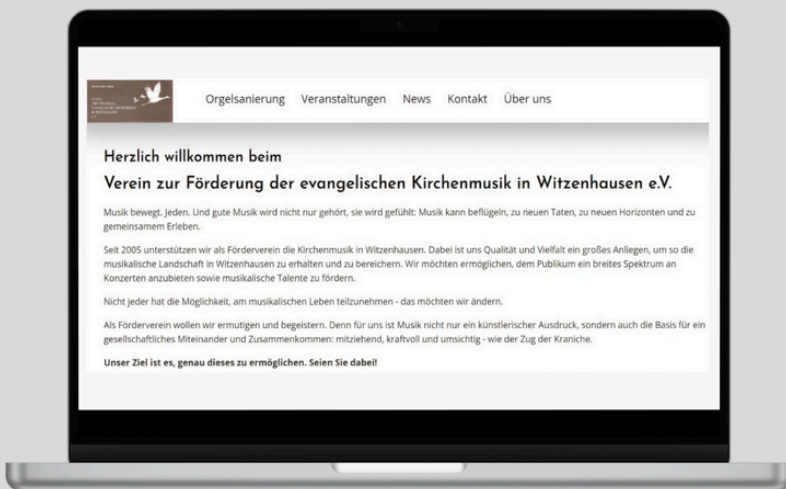 Orgelsanierung Veranstaltungen News Kontakt Über uns
Herzlich willkommen beim
Verein zur Förderung der evangelischen Kirchenmusik in Witzenhausen e.V.
Musik bewegt. Jeden. Und gute Musik wird nicht nur gehört, sie wird gefühlt: Musik kann beflügeln, zu neuen Taten, zu neuen Horizonten und zu
gemeinsamem Erleben.
Seit 2005 unterstützen wir als Förderverein die Kirchenmusik in Witzenhausen. Dabei ist uns Qualität und Vielfalt ein großes Anliegen, um so die
musikalische Landschaft in Witzenhausen zu erhalten und zu bereichern. Wir möchten ermöglichen, dem Publikum ein breites Spektrum an
Konzerten anzubieten sowie musikalische Talente zu fördern.
Nicht jeder hat die Möglichkeit, am musikalischen Leben teilzunehmen - das möchten wir ändern.
Als Förderverein wollen wir ermutigen und begeistern. Denn für uns ist Musik nicht nur ein künstlerischer Ausdruck, sondern auch die Basis für ein
gesellschaftliches Miteinander und Zusammenkommen: mitziehend, kraftvoll und umsichtig - wie der Zug der Kraniche.
Unser Ziel ist es, genau dieses zu ermöglichen. Seien Sie dabei!